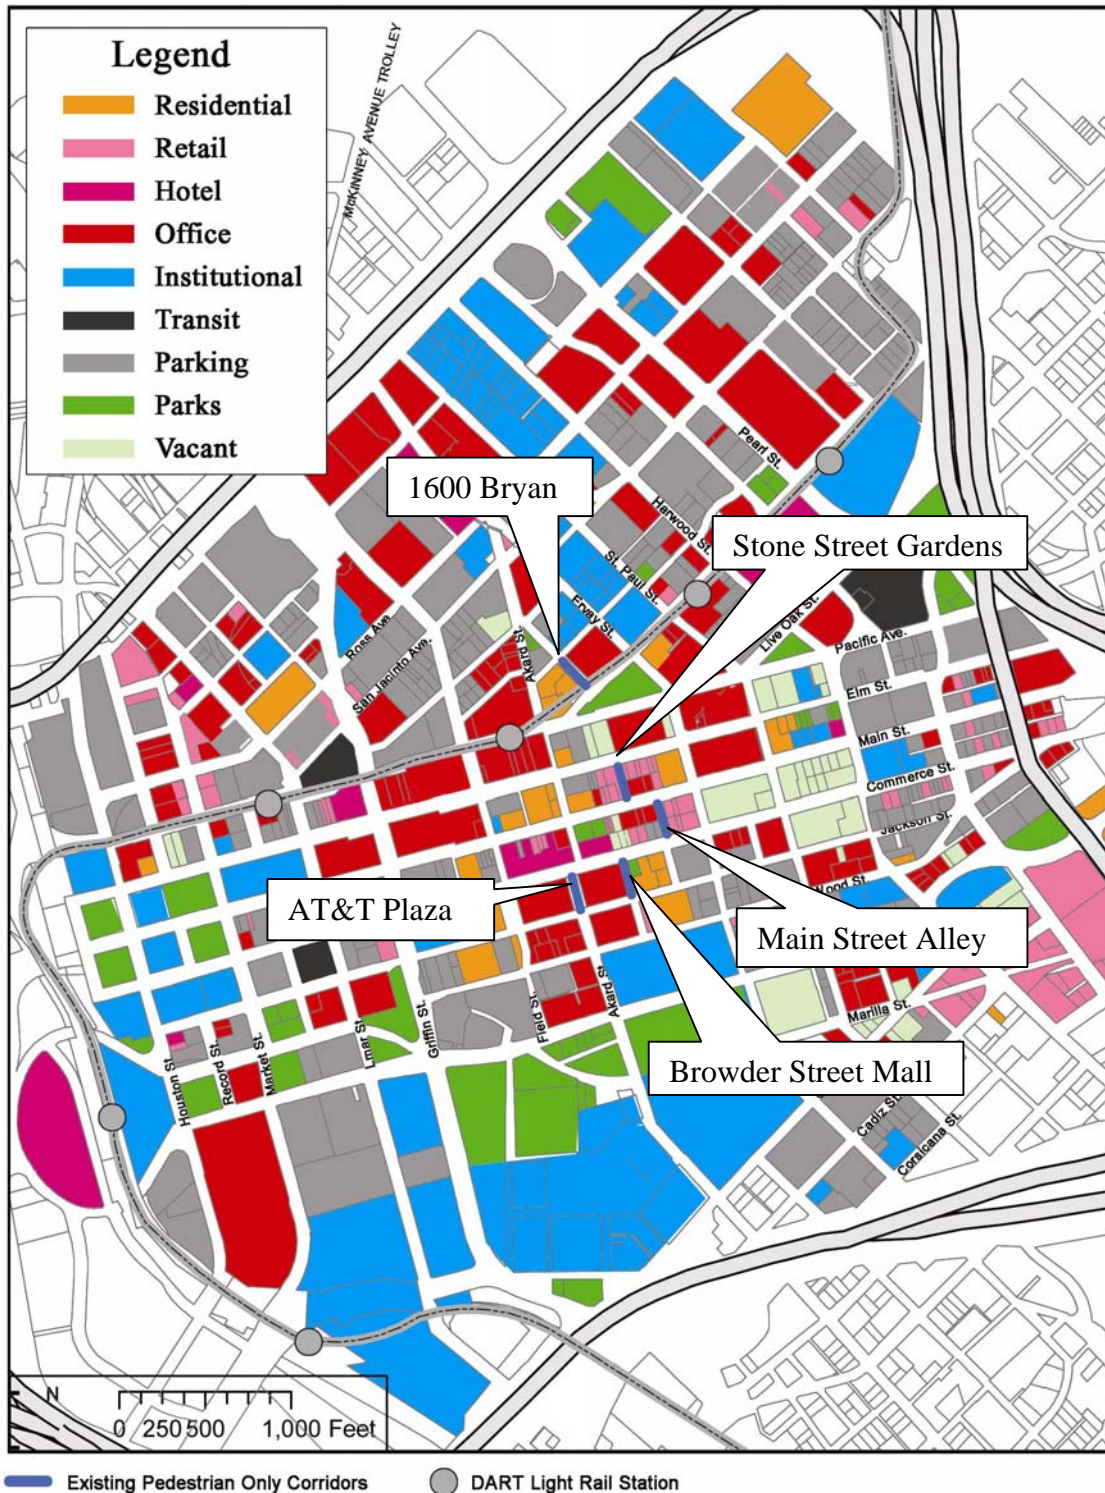 Legend
Residential
Retail
Hotel
Office
Institutional
Transit
Parking
Parks
Vacant
McKINNEY AVENUE TROLLEY
1600 Bryan
Pearl St.
Harwood St.
Stone Street Gardens
St. Paul St.
Ervay St.
Live Oak St.
Akard St.
Ross Ave.
San Jacinto Ave.
Pacific Ave.
Elm St.
Main St.
Commerce St.
Jackson St.
Wood St.
AT&T Plaza
Main Street Alley
Marilla St.
Browder Street Mall
Houston St.
Record St.
Market St.
Lmar St.
Griffin St.
Field St.
Akard St.
Cadiz St.
Corsicana St.
N
0 250 500 1,000 Feet
Existing Pedestrian Only Corridors
DART Light Rail Station